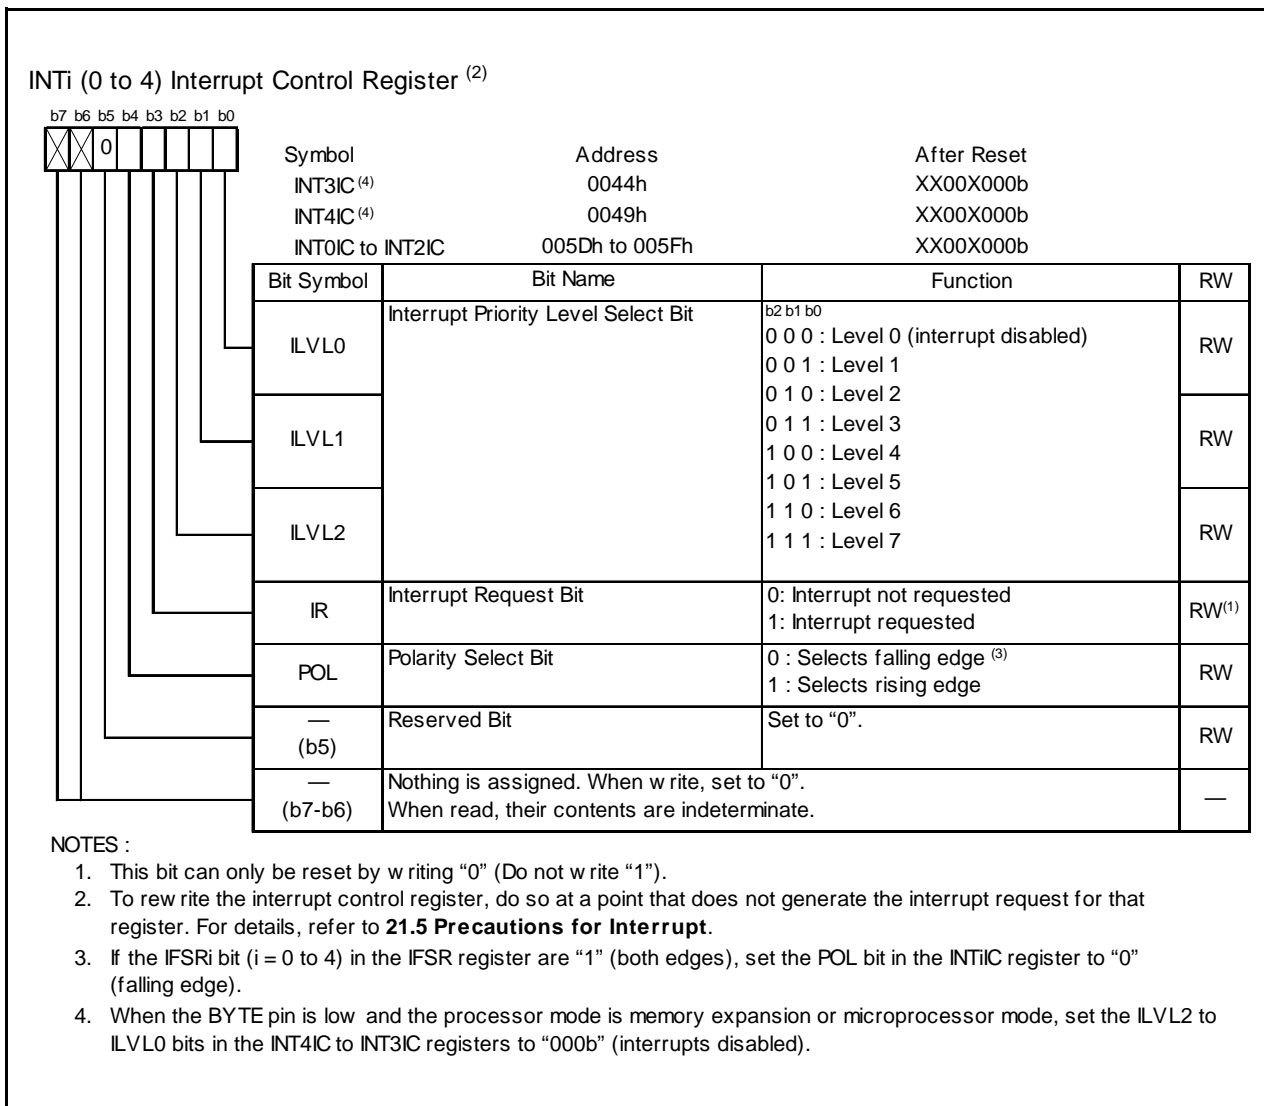 INTi (0 to 4) Interrupt Control Register (2)
b7 b6 b5 b4 b3 b2 b1 b0
0
Symbol Address After Reset
INT3IC (4) 0044h XX00X000b
INT4IC (4) 0049h XX00X000b
INT0IC to INT2IC 005Dh to 005Fh XX00X000b
Bit Symbol Bit Name Function RW
ILVL0 Interrupt Priority Level Select Bit b2 b1 b0 RW
0 0 0 : Level 0 (interrupt disabled)
0 0 1 : Level 1
0 1 0 : Level 2
ILVL1 0 1 1 : Level 3 RW
1 0 0 : Level 4
1 0 1 : Level 5
ILVL2 1 1 0 : Level 6 RW
1 1 1 : Level 7
IR Interrupt Request Bit 0: Interrupt not requested RW(1)
1: Interrupt requested
POL Polarity Select Bit 0 : Selects falling edge (3) RW
1 : Selects rising edge
— Reserved Bit Set to “0”. RW
(b5)
— Nothing is assigned. When write, set to “0”. —
(b7-b6) When read, their contents are indeterminate.
NOTES :
1. This bit can only be reset by writing “0” (Do not write “1”).
2. To rewrite the interrupt control register, do so at a point that does not generate the interrupt request for that
register. For details, refer to 21.5 Precautions for Interrupt.
3. If the IFSRi bit (i = 0 to 4) in the IFSR register are “1” (both edges), set the POL bit in the INTiIC register to “0”
(falling edge).
4. When the BYTE pin is low and the processor mode is memory expansion or microprocessor mode, set the ILVL2 to
ILVL0 bits in the INT4IC to INT3IC registers to “000b” (interrupts disabled).